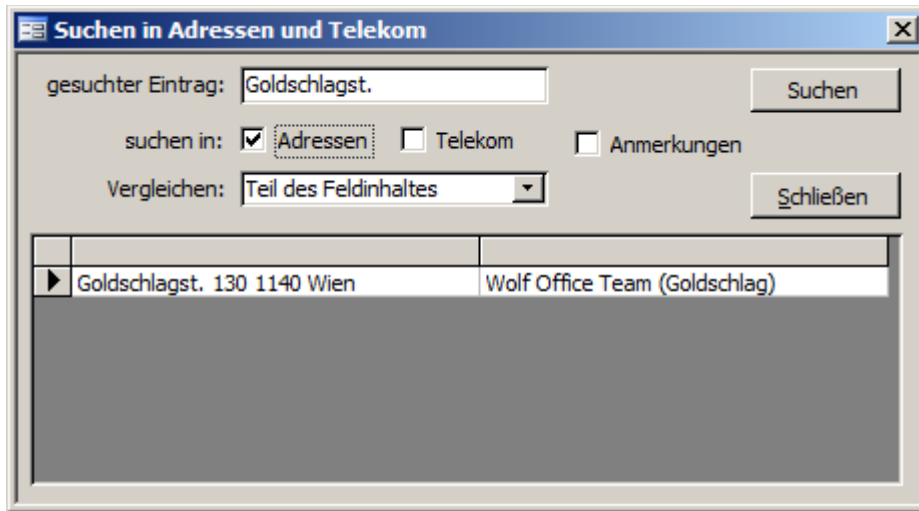 Suchen in Adressen und Telekom
gesuchter Eintrag: Goldschlagst. Suchen
suchen in: Adressen Telekom Anmerkungen
Vergleichen: Teil des Feldinhaltes Schließen
Goldschlagst. 130 1140 Wien Wolf Office Team (Goldschlag)